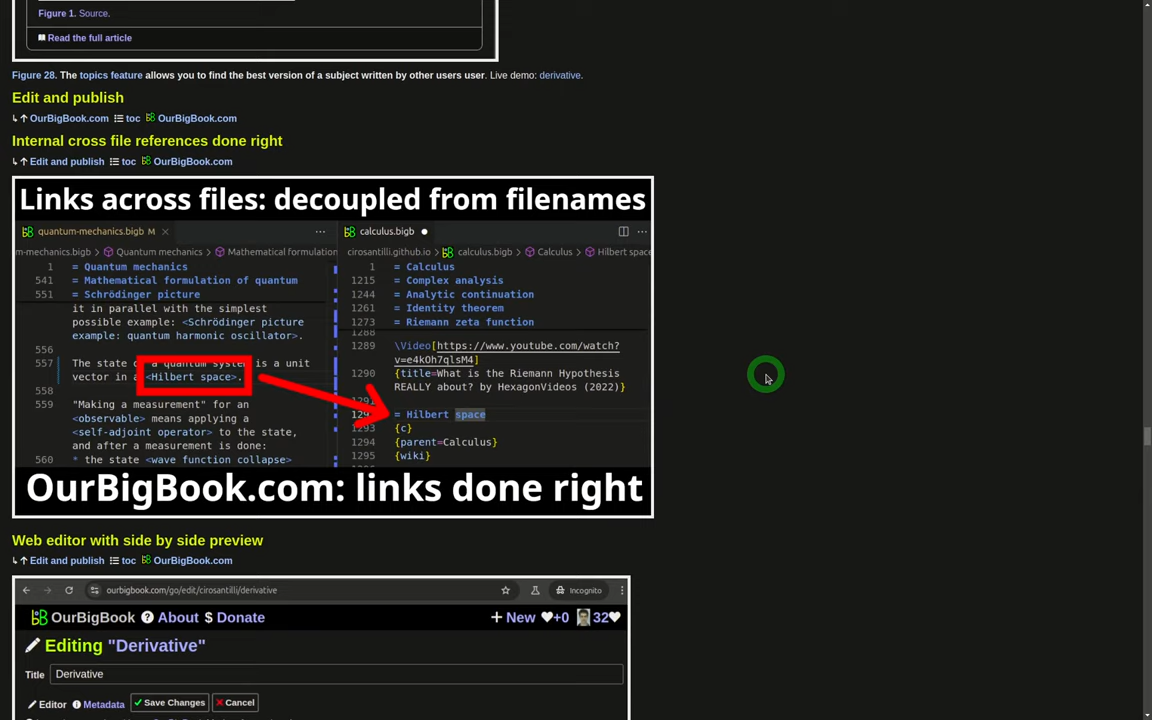 Figure 1. Source.
Read the full article
Figure 28. The topics feature allows you to find the best version of a subject written by other users user. Live demo: derivative.
Edit and publish
OurBigBook.com toc OurBigBook.com
Internal cross file references done right
Edit and publish toc OurBigBook.com
Links across files: decoupled from filenames
quantum-mechanics.bigb M
m-mechanics.bigb > Quantum mechanics > Mathematical formulation
1 = Quantum mechanics
541 = Mathematical formulation of quantum
551 = Schrödinger picture
it in parallel with the simplest
possible example: <Schrödinger picture
example: quantum harmonic oscillator>.
556
557 The state of a quantum system is a unit
vector in a <Hilbert space>.
558
559 "Making a measurement" for an
<observable> means applying a
<self-adjoint operator> to the state,
and after a measurement is done:
560 * the state <wave function collapse>
calculus.bigb
cirosantilli.github.io > calculus.bigb > Calculus > Hilbert space
1 = Calculus
1215 = Complex analysis
1244 = Analytic continuation
1261 = Identity theorem
1273 = Riemann zeta function
1288
1289 \Video[https://www.youtube.com/watch?
v=e4kOh7qlsM4]
1290 {title=What is the Riemann Hypothesis
REALLY about? by HexagonVideos (2022)}
1291
= Hilbert space
1293 {c}
1294 {parent=Calculus}
1295 {wiki}
OurBigBook.com: links done right
Web editor with side by side preview
Edit and publish toc OurBigBook.com
ourbigbook.com/go/edit/cirosantilli/derivative
Incognito
OurBigBook About $ Donate
+ New +0 32
Editing "Derivative"
Title Derivative
Editor Metadata Save Changes Cancel